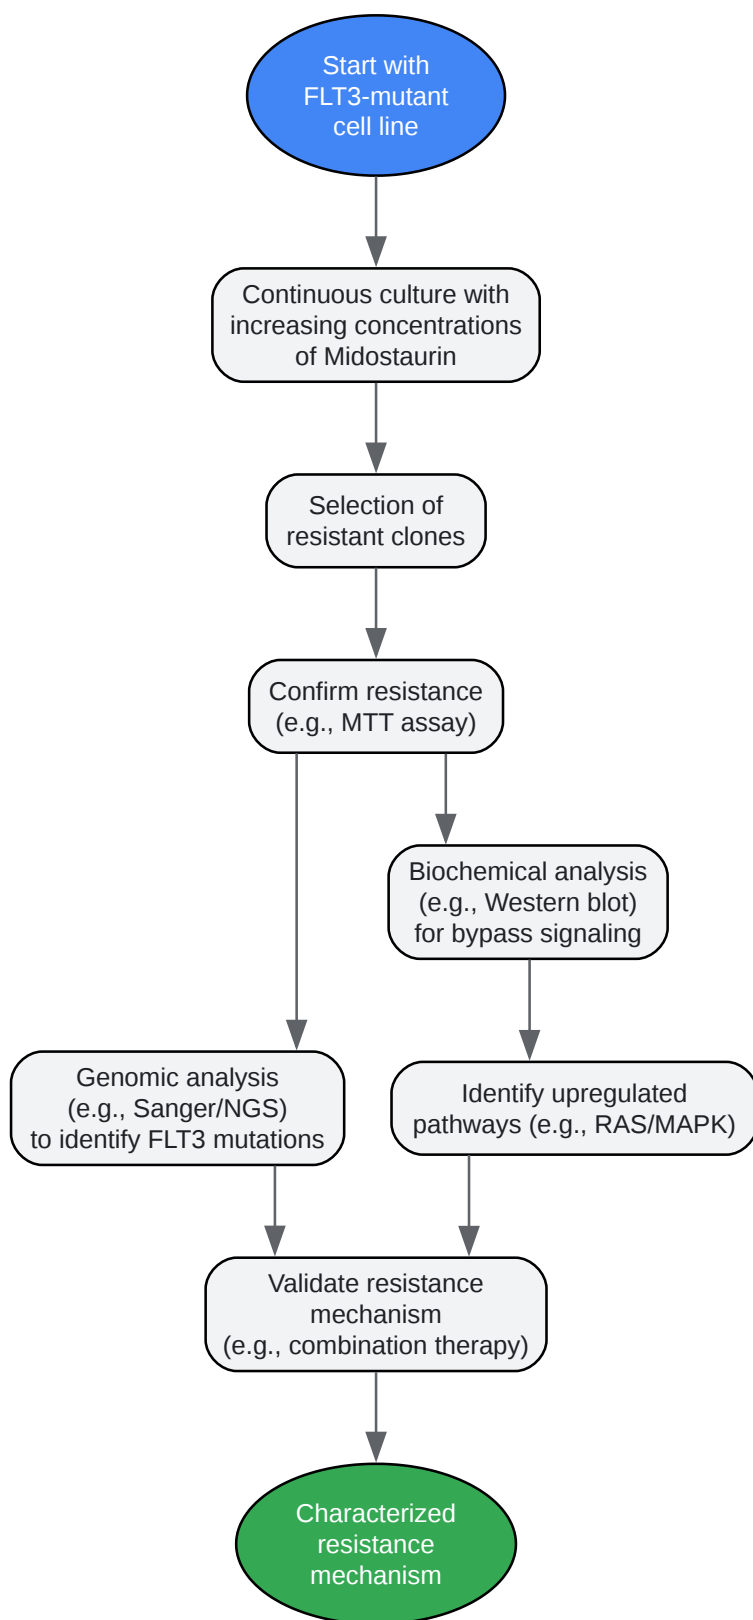 Start with
FLT3-mutant
cell line
Continuous culture with
increasing concentrations
of Midostaurin
Selection of
resistant clones
Confirm resistance
(e.g., MTT assay)
Biochemical analysis
(e.g., Western blot)
for bypass signaling
Genomic analysis
(e.g., Sanger/NGS)
to identify FLT3 mutations
Identify upregulated
pathways (e.g., RAS/MAPK)
Validate resistance
mechanism
(e.g., combination therapy)
Characterized
resistance
mechanism